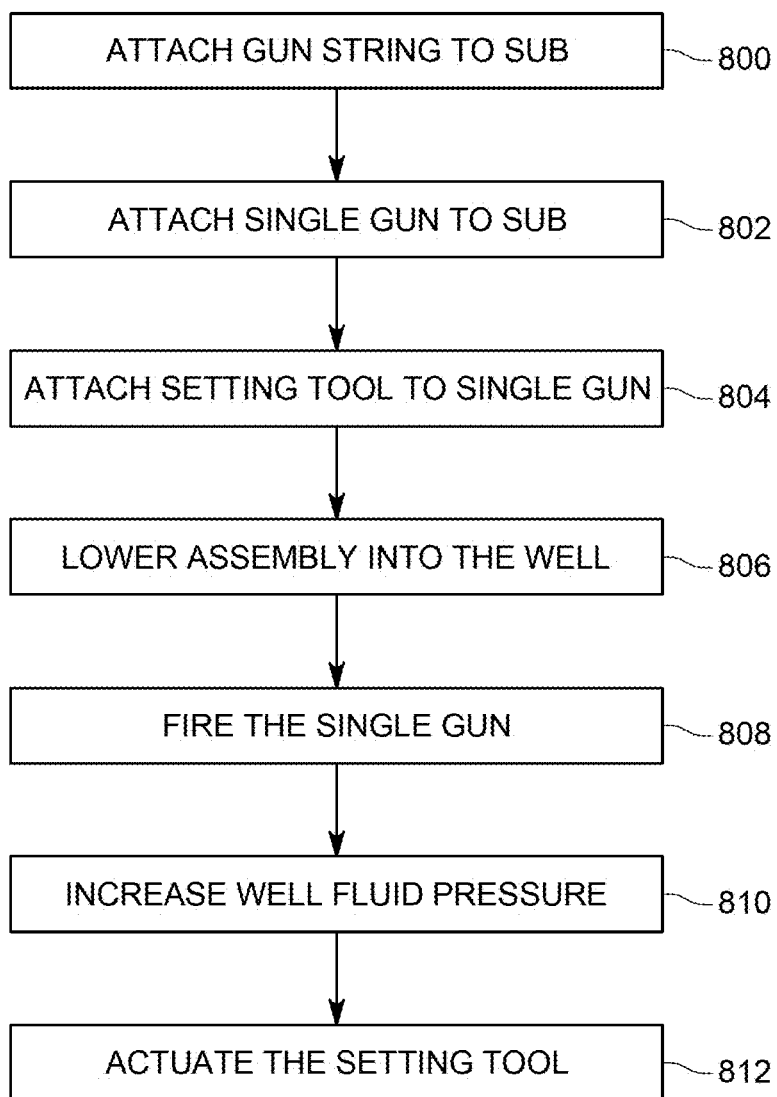 ATTACH GUN STRING TO SUB 800
ATTACH SINGLE GUN TO SUB 802
ATTACH SETTING TOOL TO SINGLE GUN 804
LOWER ASSEMBLY INTO THE WELL 806
FIRE THE SINGLE GUN 808
INCREASE WELL FLUID PRESSURE 810
ACTUATE THE SETTING TOOL 812